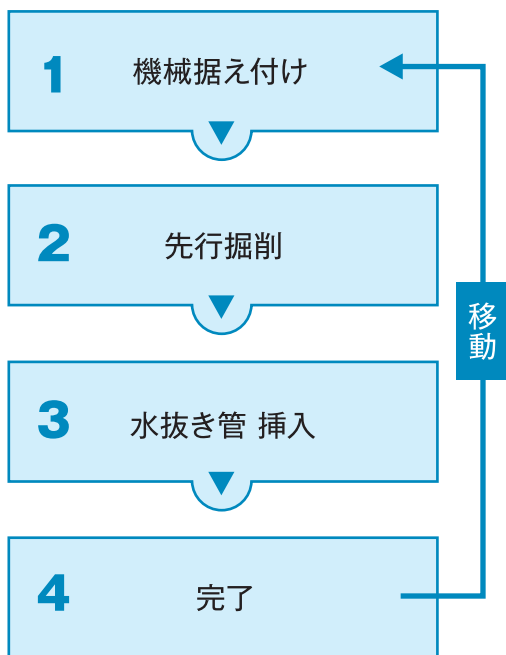 1 機械据え付け
2 先行掘削
3 水抜き管 挿入
4 完了
移動